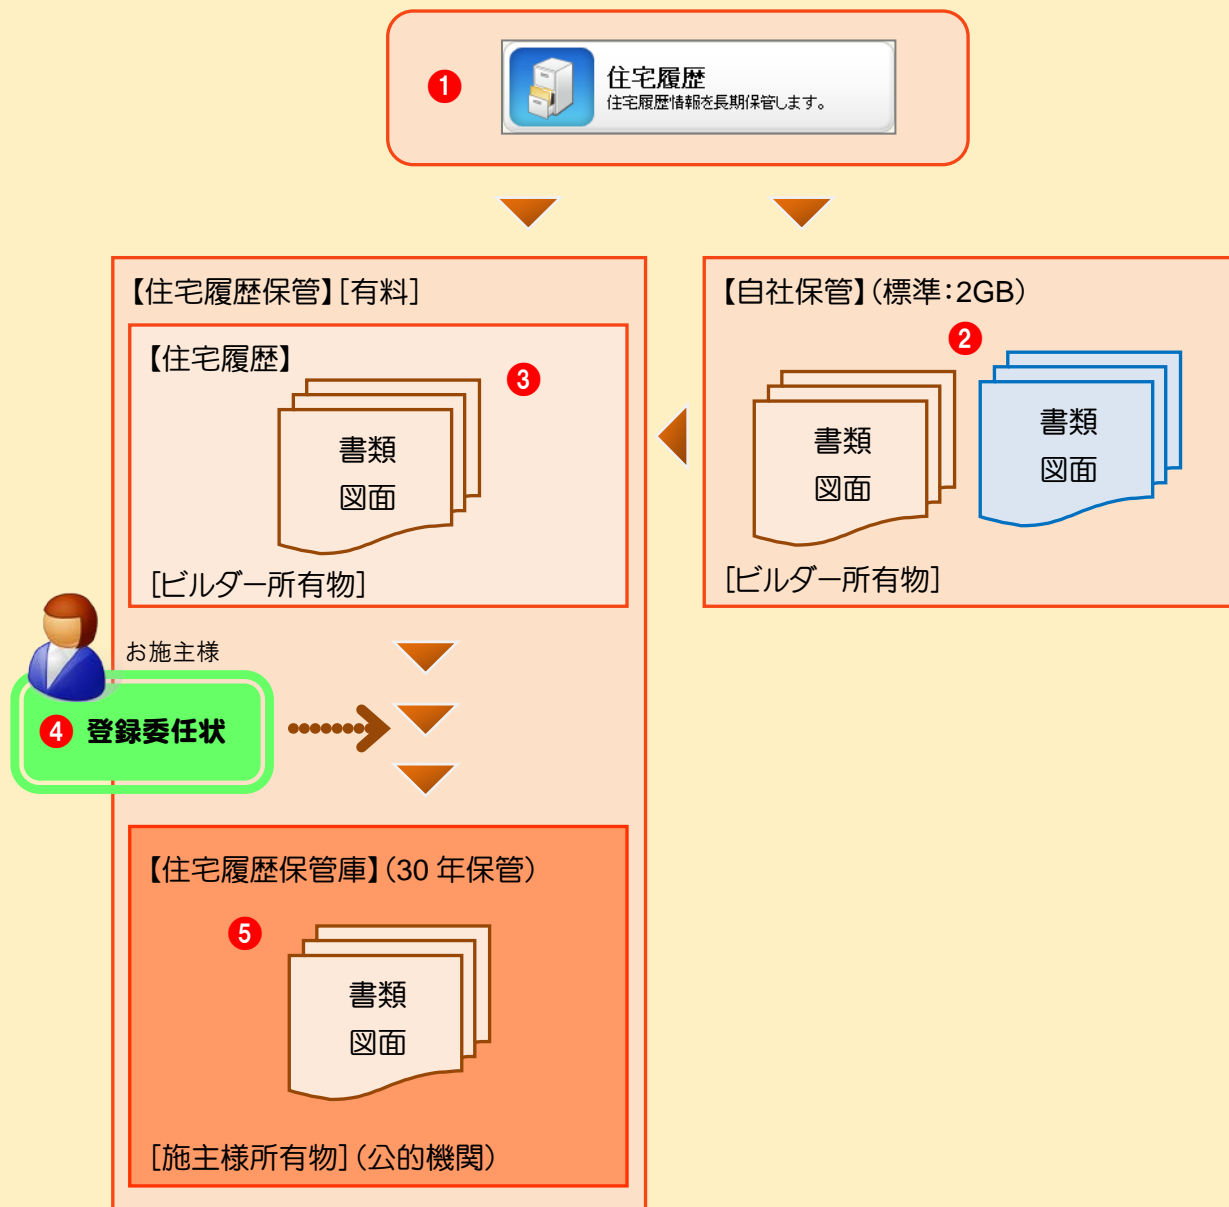 1
住宅履歴
住宅履歴情報を長期保管します。
【住宅履歴保管】[有料]
【住宅履歴】
3
書類
図面
[ビルダー所有物]
【自社保管】(標準:2GB)
2
書類
図面
書類
図面
[ビルダー所有物]
お施主様
4 登録委任状
【住宅履歴保管庫】(30 年保管)
5
書類
図面
[施主様所有物](公的機関)